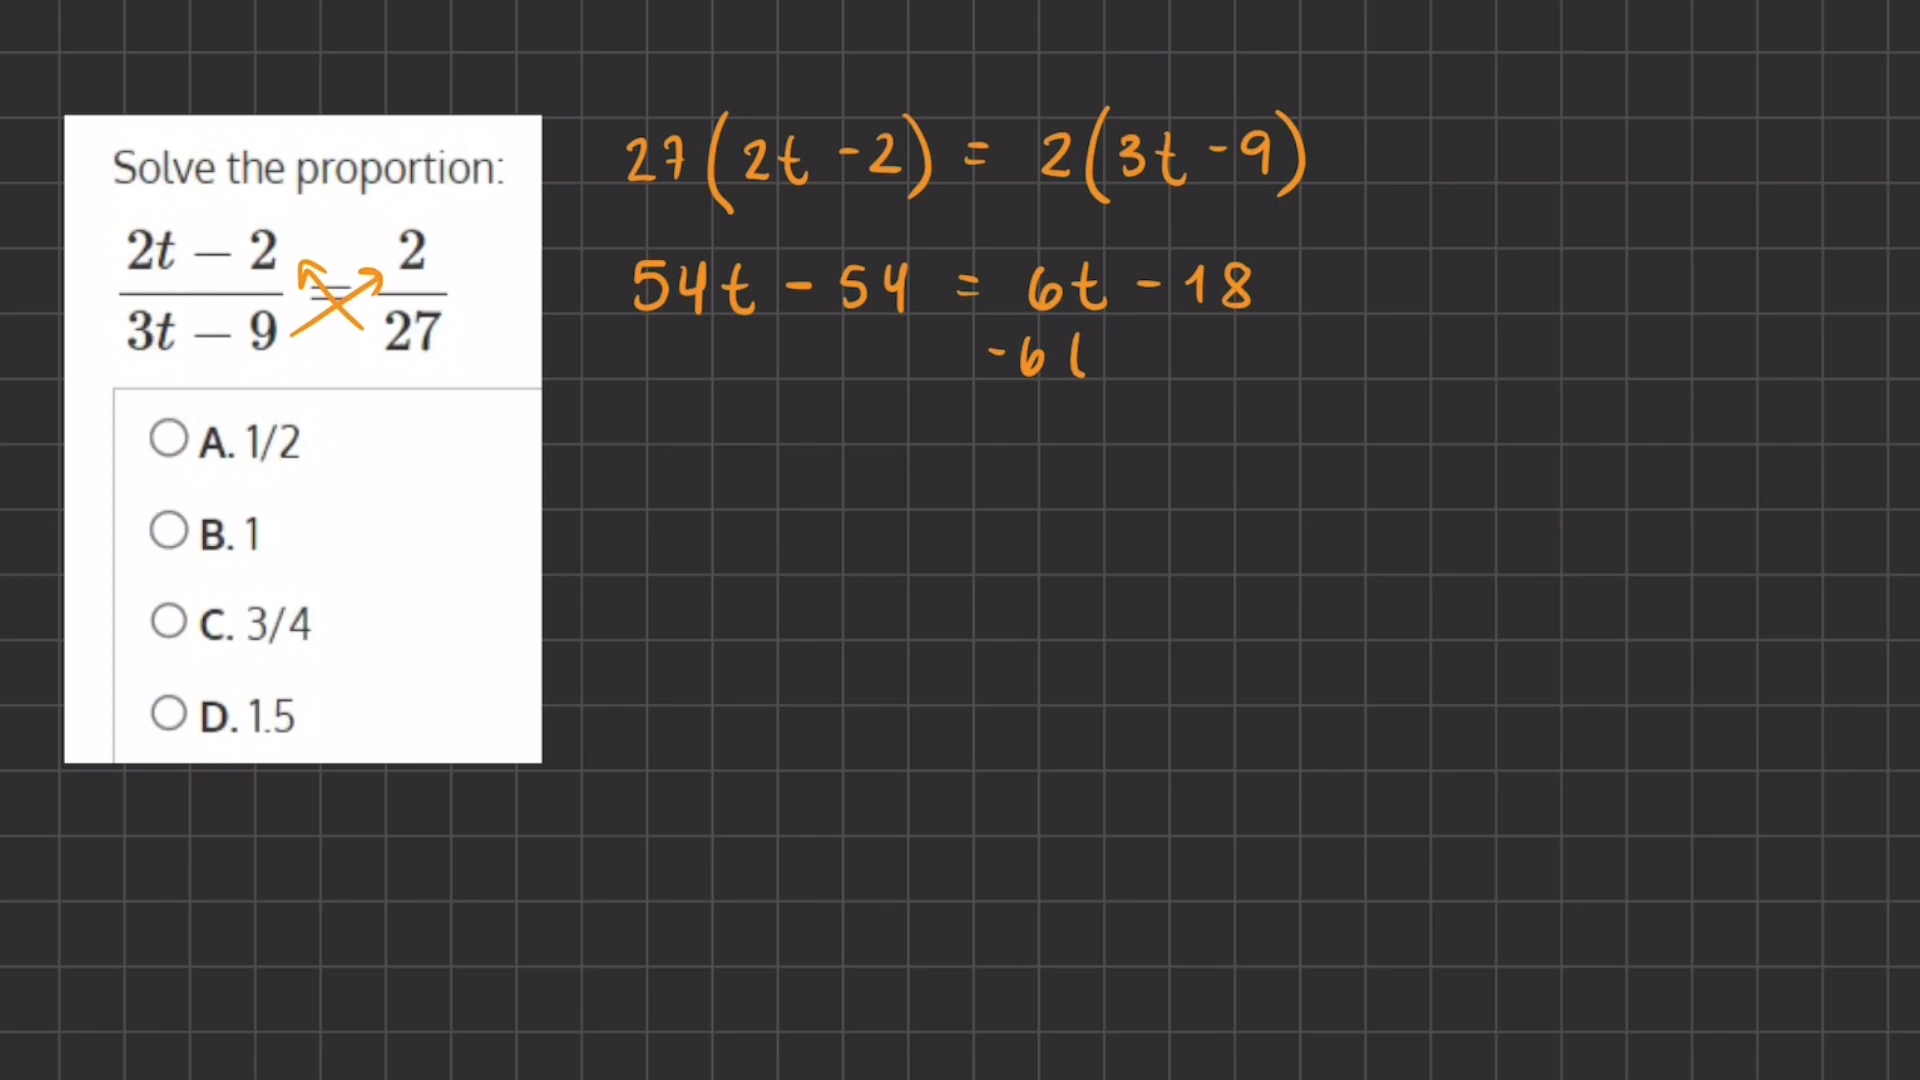 Solve the proportion:
2t − 2 / 3t − 9 = 2 / 27
A. 1/2
B. 1
C. 3/4
D. 1.5
27(2t - 2) = 2(3t - 9)
54t - 54 = 6t - 18
-6